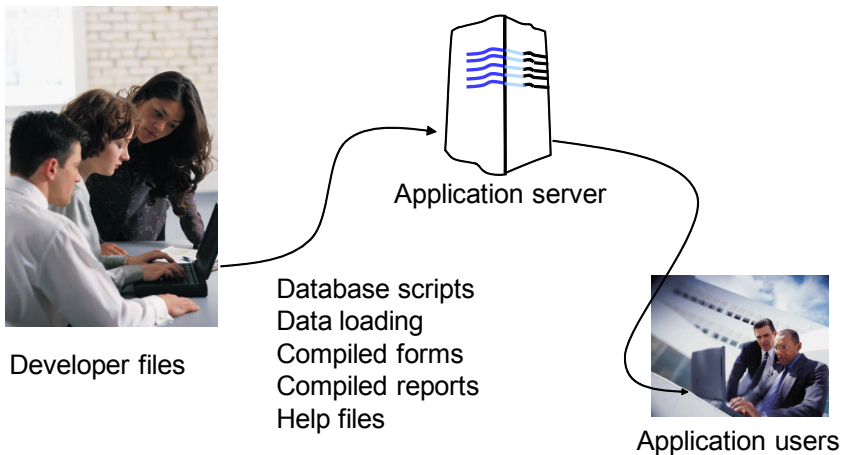 Application server
Database scripts
Data loading
Compiled forms
Compiled reports
Help files
Developer files
Application users